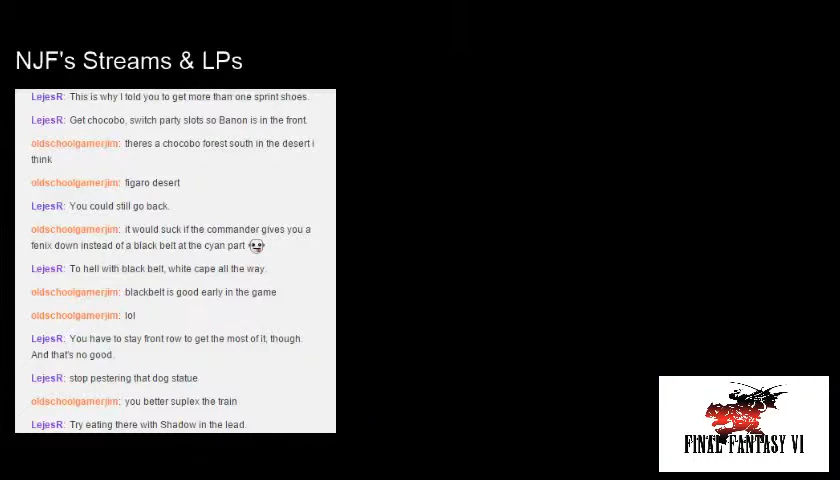 NJF's Streams & LPs
LejesR: This is why I told you to get more than one sprint shoes.
LejesR: Get chocobo, switch party slots so Banon is in the front.
oldschoolgamerjim: theres a chocobo forest south in the desert i
think
oldschoolgamerjim: figaro desert
LejesR: You could still go back.
oldschoolgamerjim: it would suck if the commander gives you a
fenix down instead of a black belt at the cyan part
LejesR: To hell with black belt, white cape all the way.
oldschoolgamerjim: blackbelt is good early in the game
oldschoolgamerjim: lol
LejesR: You have to stay front row to get the most of it, though.
And that's no good.
LejesR: stop pestering that dog statue
oldschoolgamerjim: you better suplex the train
LejesR: Try eating there with Shadow in the lead.
FINAL FANTASY VI